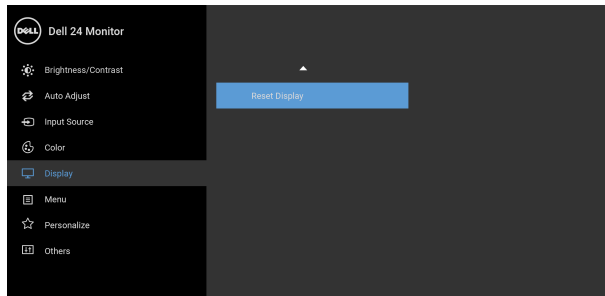 DELL
Dell 24 Monitor
Brightness/Contrast
Auto Adjust
Input Source
Color
Display
Menu
Personalize
Others
Reset Display